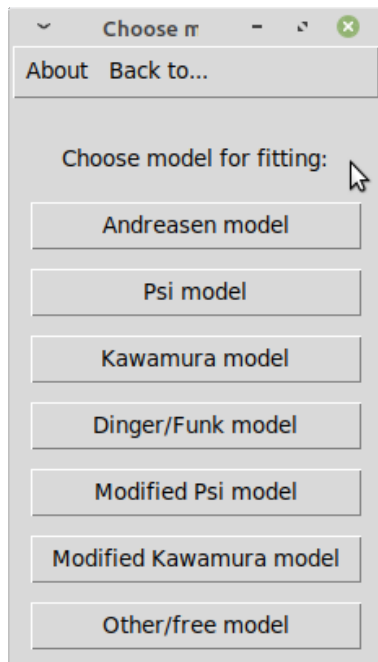 Choose m
About Back to...
Choose model for fitting:
Andreasen model
Psi model
Kawamura model
Dinger/Funk model
Modified Psi model
Modified Kawamura model
Other/free model